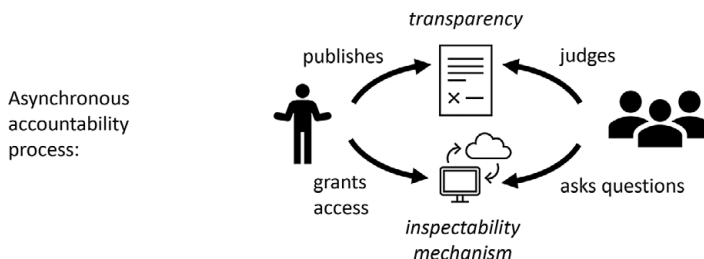 transparency
publishes
judges
Asynchronous
accountability
process:
grants
access
asks questions
inspectability
mechanism